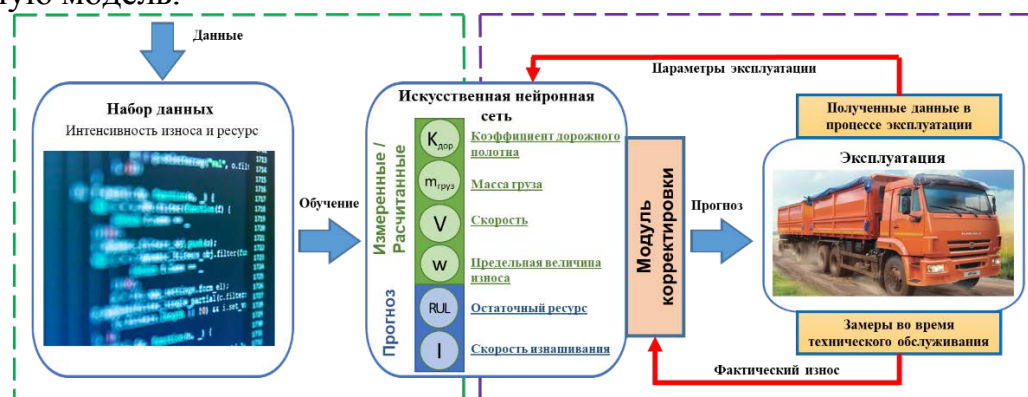 ую модель.
Данные
Набор данных
Интенсивность износа и ресурс
Обучение
Искусственная нейронная
сеть
Измеренные /
Расчитанные
Прогноз
Kдор
Коэффициент дорожного
полотна
mгруз
Масса груза
V
Скорость
w
Предельная величина
износа
RUL
Остаточный ресурс
I
Скорость изнашивания
Модуль
корректировки
Прогноз
Параметры эксплуатации
Полученные данные в
процессе эксплуатации
Эксплуатация
Замеры во время
технического обслуживания
Фактический износ